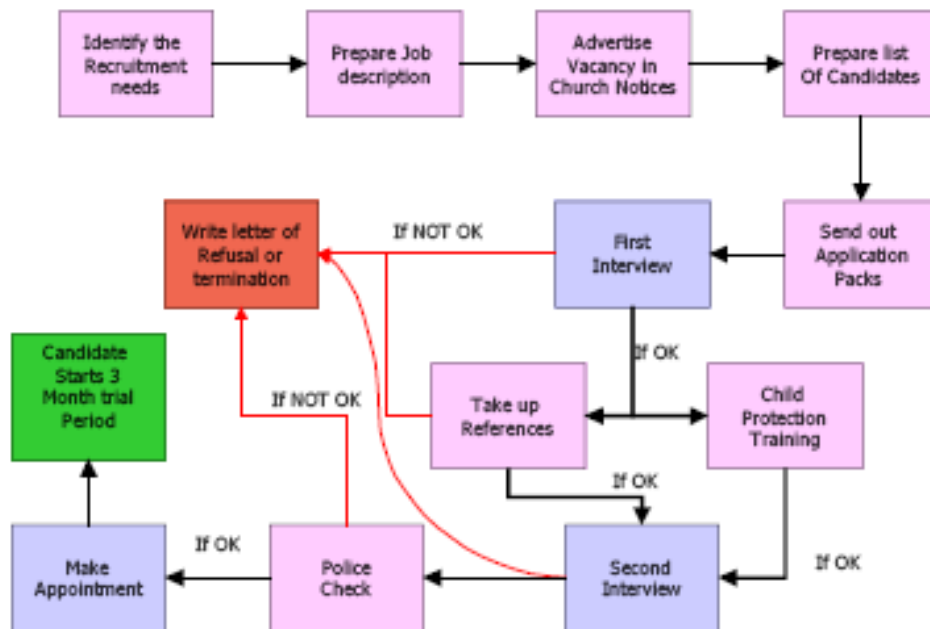 Identify the
Recruitment
needs
Prepare Job
description
Advertise
Vacancy in
Church Notices
Prepare list
Of Candidates
Write letter of
Refusal or
termination
If NOT OK
First
Interview
Send out
Application
Packs
Candidate
Starts 3
Month trial
Period
If OK
If NOT OK
Take up
References
Child
Protection
Training
If OK
Make
Appointment
If OK
Police
Check
Second
Interview
If OK